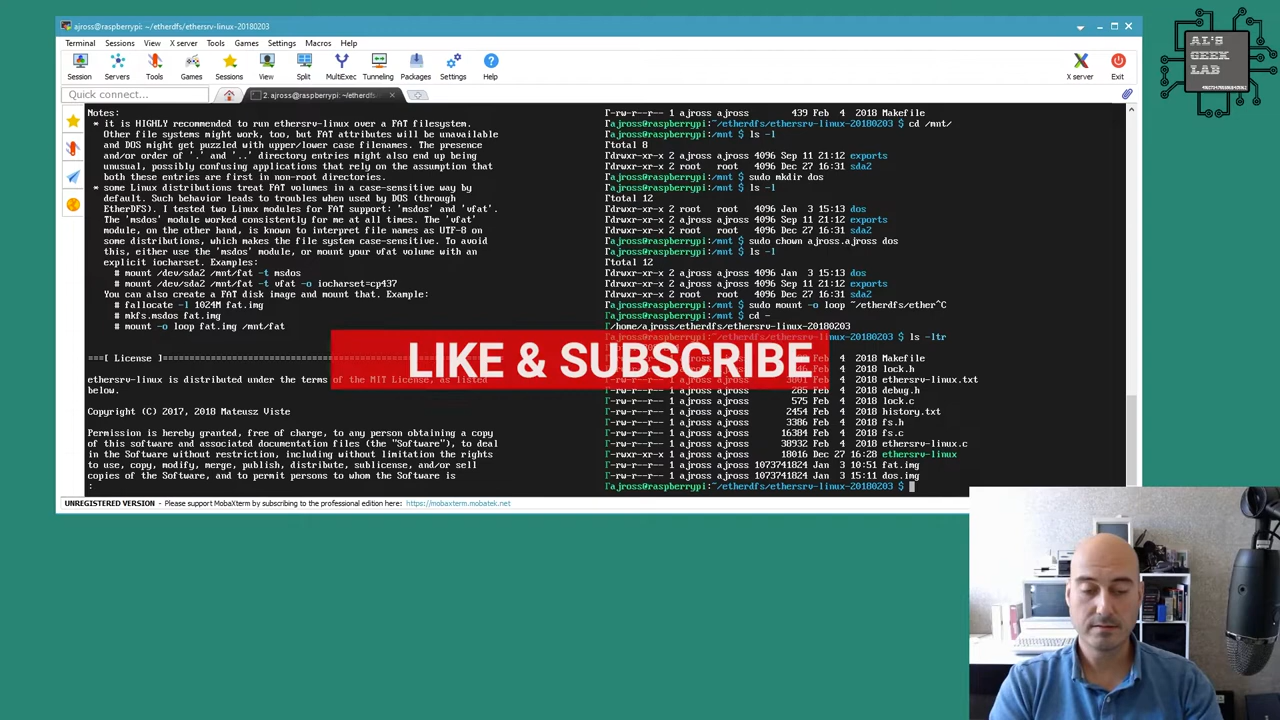 ajross@raspberrypi: ~/etherdfs/ethersrv-linux-20180203
Terminal Sessions View X server Tools Games Settings Macros Help
Session Servers Tools Games Sessions View Split MultiExec Tunneling Packages Settings Help X server Exit
Quick connect...
2. ajross@raspberrypi: ~/etherdfs
AL'S
GEEK
LAB
Notes:
* it is HIGHLY recommended to run ethersrv-linux over a FAT filesystem.
Other file systems might work, too, but FAT attributes will be unavailable
and DOS might get puzzled with upper/lower case filenames. The presence
and/or order of '.' and '..' directory entries might also end up being
unusual, possibly confusing applications that rely on the assumption that
both these entries are first in non-root directories.
* some Linux distributions treat FAT volumes in a case-sensitive way by
default. Such behavior leads to troubles when used by DOS (through
EtherDFS). I tested two Linux modules for FAT support: 'msdos' and 'vfat'.
The 'msdos' module worked consistently for me at all times. The 'vfat'
module, on the other hand, is known to interpret file names as UTF-8 on
some distributions, which makes the file system case-sensitive. To avoid
this, either use the 'msdos' module, or mount your vfat volume with an
explicit iocharset. Examples:
# mount /dev/sda2 /mnt/fat -t msdos
# mount /dev/sda2 /mnt/fat -t vfat -o iocharset=cp437
You can also create a FAT disk image and mount that. Example:
# fallocate -l 1024M fat.img
# mkfs.msdos fat.img
# mount -o loop fat.img /mnt/fat
===[ License ]=
ethersrv-linux is distributed under the terms of the MIT License, as listed
below.
Copyright (C) 2017, 2018 Mateusz Viste
Permission is hereby granted, free of charge, to any person obtaining a copy
of this software and associated documentation files (the "Software"), to deal
in the Software without restriction, including without limitation the rights
to use, copy, modify, merge, publish, distribute, sublicense, and/or sell
copies of the Software, and to permit persons to whom the Software is
:
-rw-r--r-- 1 ajross ajross 439 Feb 4 2018 Makefile
ajross@raspberrypi:~/etherdfs/ethersrv-linux-20180203 $ cd /mnt/
ajross@raspberrypi:/mnt $ ls -l
total 8
drwxr-xr-x 2 ajross ajross 4096 Sep 11 21:12 exports
drwxr-xr-x 2 root root 4096 Dec 27 16:31 sda2
ajross@raspberrypi:/mnt $ sudo mkdir dos
ajross@raspberrypi:/mnt $ ls -l
total 12
drwxr-xr-x 2 root root 4096 Jan 3 15:13 dos
drwxr-xr-x 2 ajross ajross 4096 Sep 11 21:12 exports
drwxr-xr-x 2 root root 4096 Dec 27 16:31 sda2
ajross@raspberrypi:/mnt $ sudo chown ajross.ajross dos
ajross@raspberrypi:/mnt $ ls -l
total 12
drwxr-xr-x 2 ajross ajross 4096 Jan 3 15:13 dos
drwxr-xr-x 2 ajross ajross 4096 Sep 11 21:12 exports
drwxr-xr-x 2 root root 4096 Dec 27 16:31 sda2
ajross@raspberrypi:/mnt $ sudo mount -o loop ~/etherdfs/ether^C
ajross@raspberrypi:/mnt $ cd -
/home/ajross/etherdfs/ethersrv-linux-20180203
ls -ltr
Feb 4 2018 Makefile
Feb 4 2018 lock.h
Feb 4 2018 ethersrv-linux.txt
-rw-r--r-- 1 ajross ajross 285 Feb 4 2018 debug.h
-rw-r--r-- 1 ajross ajross Feb 4 2018 lock.c
-rw-r--r-- 1 ajross ajross 2454 Feb 4 2018 history.txt
-rw-r--r-- 1 ajross ajross 3386 Feb 4 2018 fs.h
-rw-r--r-- 1 ajross ajross 16384 Feb 4 2018 fs.c
-rw-r--r-- 1 ajross ajross 38932 Feb 4 2018 ethersrv-linux.c
-rwxr-xr-x 1 ajross ajross 18016 Dec 27 16:28 ethersrv-linux
-rw-r--r-- 1 ajross ajross 1073741824 Jan 3 10:51 fat.img
-rw-r--r-- 1 ajross ajross 1073741824 Jan 3 15:11 dos.img
ajross@raspberrypi:~/etherdfs/ethersrv-linux-20180203 $
LIKE & SUBSCRIBE
UNREGISTERED VERSION - Please support MobaXterm by subscribing to the professional edition here: https://mobaxterm.mobatek.net